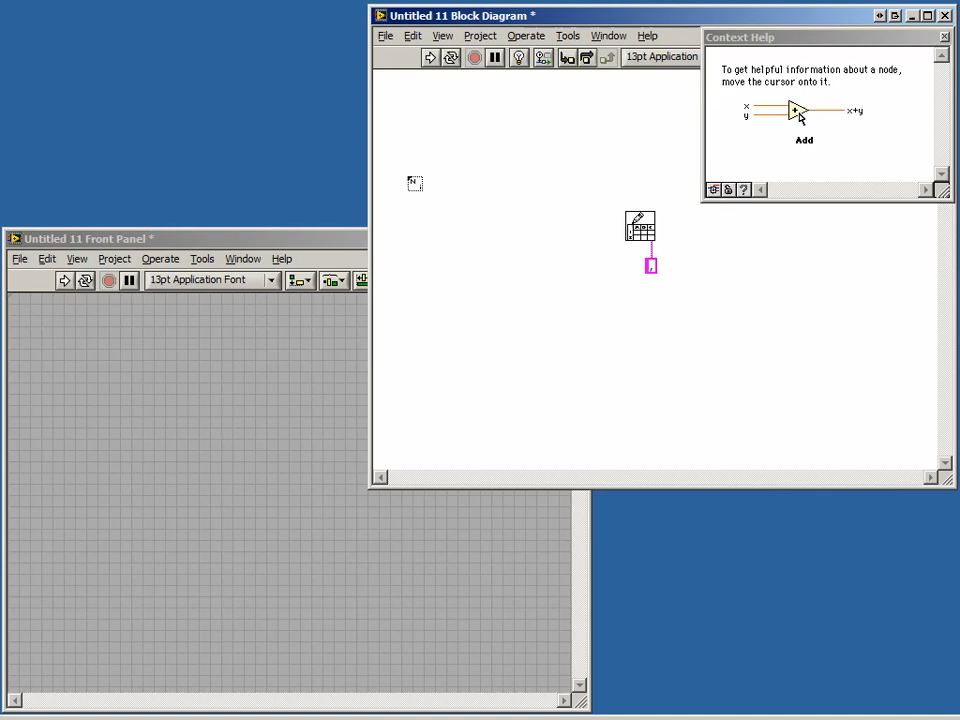 Untitled 11 Block Diagram *
File Edit View Project Operate Tools Window Help
13pt Application
Context Help
To get helpful information about a node,
move the cursor onto it.
x
y
+
x+y
Add
?
N
,
Untitled 11 Front Panel *
File Edit View Project Operate Tools Window Help
13pt Application Font